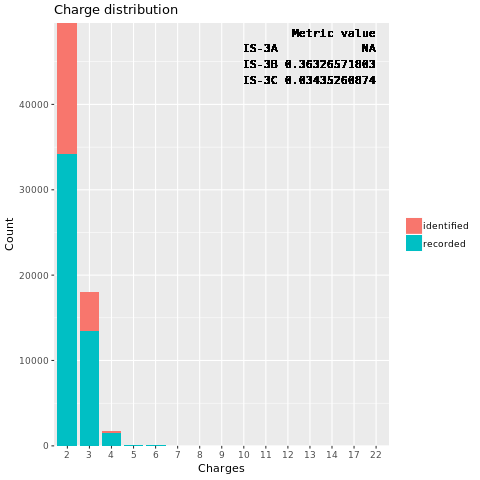 Charge distribution
Metric value
IS-3A NA
IS-3B 0.36326571803
IS-3C 0.03435260874
40000
30000
20000
10000
0
Count
2 3 4 5 6 7 8 9 10 11 12 13 14 17 22
Charges
identified
recorded